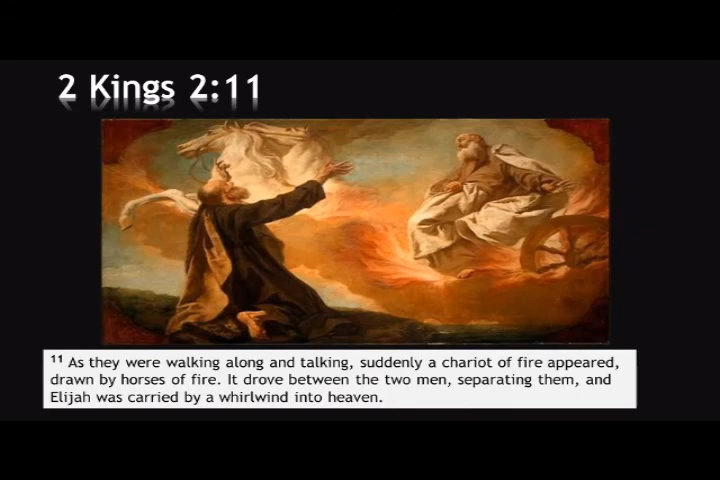 2 Kings 2:11
11 As they were walking along and talking, suddenly a chariot of fire appeared,
drawn by horses of fire. It drove between the two men, separating them, and
Elijah was carried by a whirlwind into heaven.